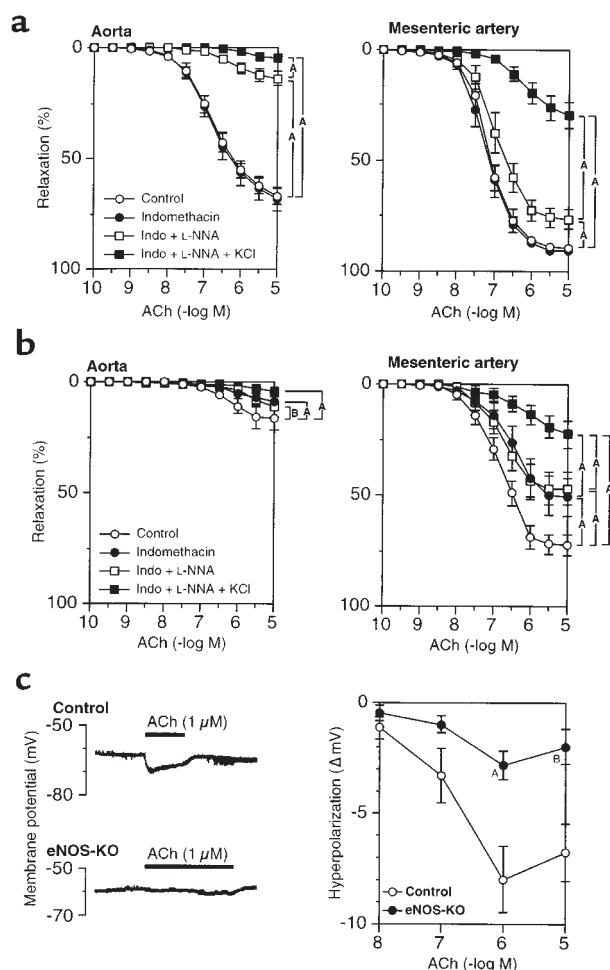 a
Aorta
Relaxation (%)
0
50
100
Control
Indomethacin
Indo + L-NNA
Indo + L-NNA + KCl
A
A
A
10 9 8 7 6 5
ACh (-log M)
Mesenteric artery
0
50
100
A
A
A
10 9 8 7 6 5
ACh (-log M)
b
Aorta
Relaxation (%)
0
50
100
Control
Indomethacin
Indo + L-NNA
Indo + L-NNA + KCl
B A A
10 9 8 7 6 5
ACh (-log M)
Mesenteric artery
0
50
100
A A A
A A
10 9 8 7 6 5
ACh (-log M)
c
Membrane potential (mV)
Control
-50
-80
ACh (1 µM)
eNOS-KO
-50
-70
ACh (1 µM)
Hyperpolarization (Δ mV)
0
-5
-10
A
B
Control
eNOS-KO
8 7 6 5
ACh (-log M)